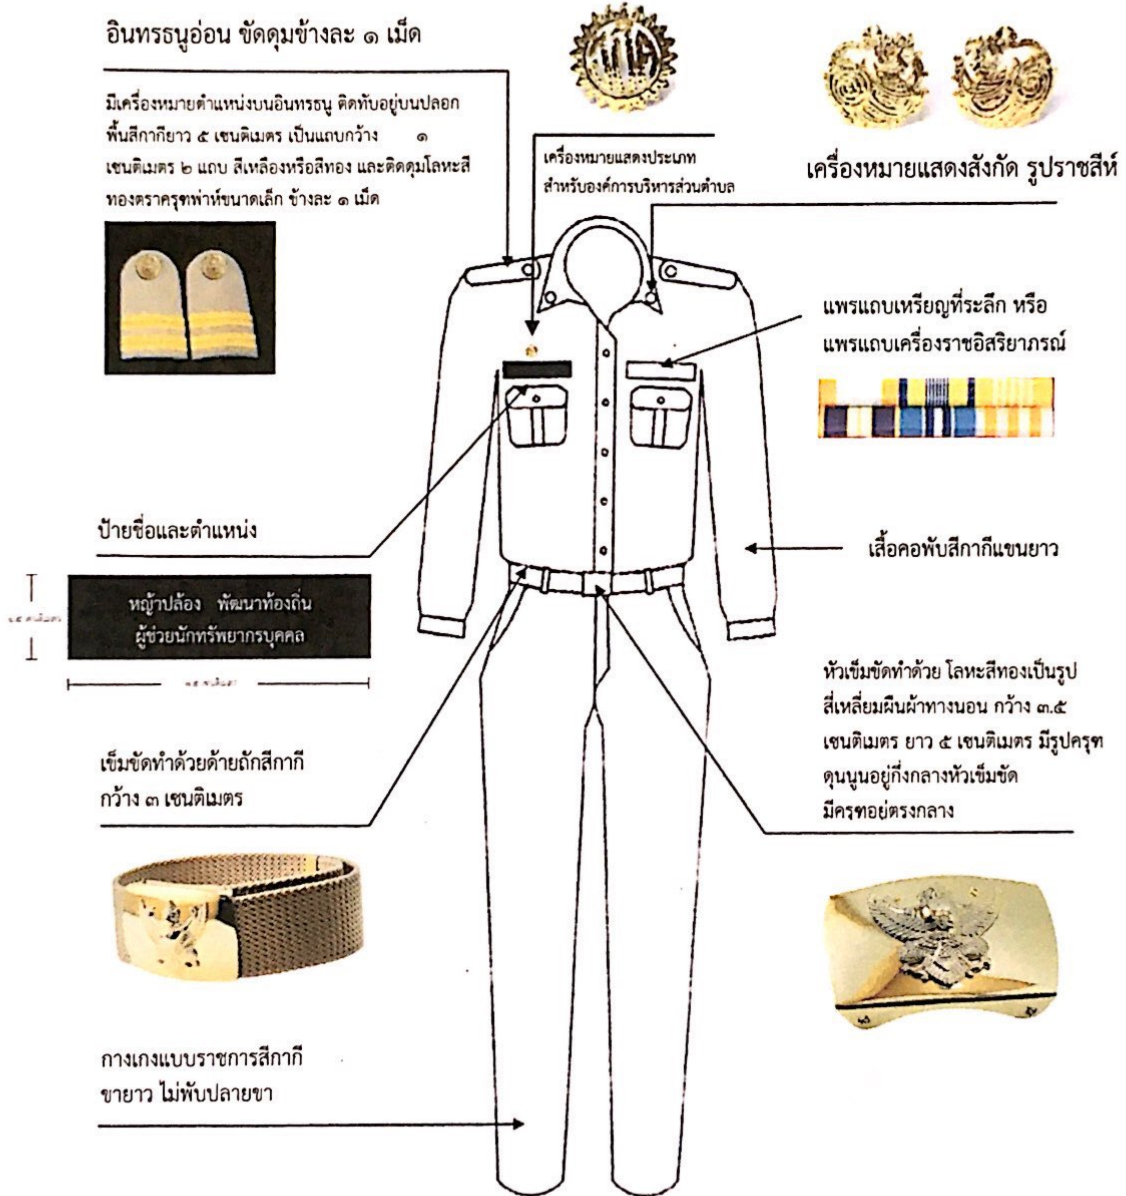 อินทรธนูอ่อน ขัดดุมข้างละ ๑ เม็ด
มีเครื่องหมายตำแหน่งบนอินทรธนู ติดทับอยู่บนปลอก
พื้นสีกากียาว ๕ เซนติเมตร เป็นแถบกว้าง ๑
เซนติเมตร ๒ แถบ สีเหลืองหรือสีทอง และติดดุมโลหะสี
ทองตราครุฑพ่าห์ขนาดเล็ก ข้างละ ๑ เม็ด
เครื่องหมายแสดงประเภท
สำหรับองค์การบริหารส่วนตำบล
เครื่องหมายแสดงสังกัด รูปราชสีห์
แพรแถบเหรียญที่ระลึก หรือ
แพรแถบเครื่องราชอิสริยาภรณ์
ป้ายชื่อและตำแหน่ง
หญ้าปล้อง พัฒนาท้องถิ่น
ผู้ช่วยนักทรัพยากรบุคคล
เสื้อคอพับสีกากีแขนยาว
เข็มขัดทำด้วยด้ายถักสีกากี
กว้าง ๓ เซนติเมตร
หัวเข็มขัดทำด้วย โลหะสีทองเป็นรูป
สี่เหลี่ยมผืนผ้าทางนอน กว้าง ๓.๕
เซนติเมตร ยาว ๕ เซนติเมตร มีรูปครุฑ
ดุนนูนอยู่กึ่งกลางหัวเข็มขัด
มีครุฑอยู่ตรงกลาง
กางเกงแบบราชการสีกากี
ขายาว ไม่พับปลายขา